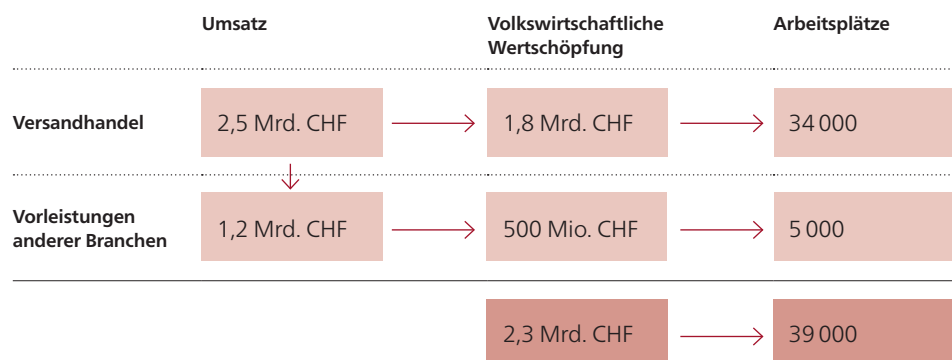 Umsatz
Volkswirtschaftliche
Wertschöpfung
Arbeitsplätze
Versandhandel
2,5 Mrd. CHF
1,8 Mrd. CHF
34 000
Vorleistungen
anderer Branchen
1,2 Mrd. CHF
500 Mio. CHF
5 000
2,3 Mrd. CHF
39 000